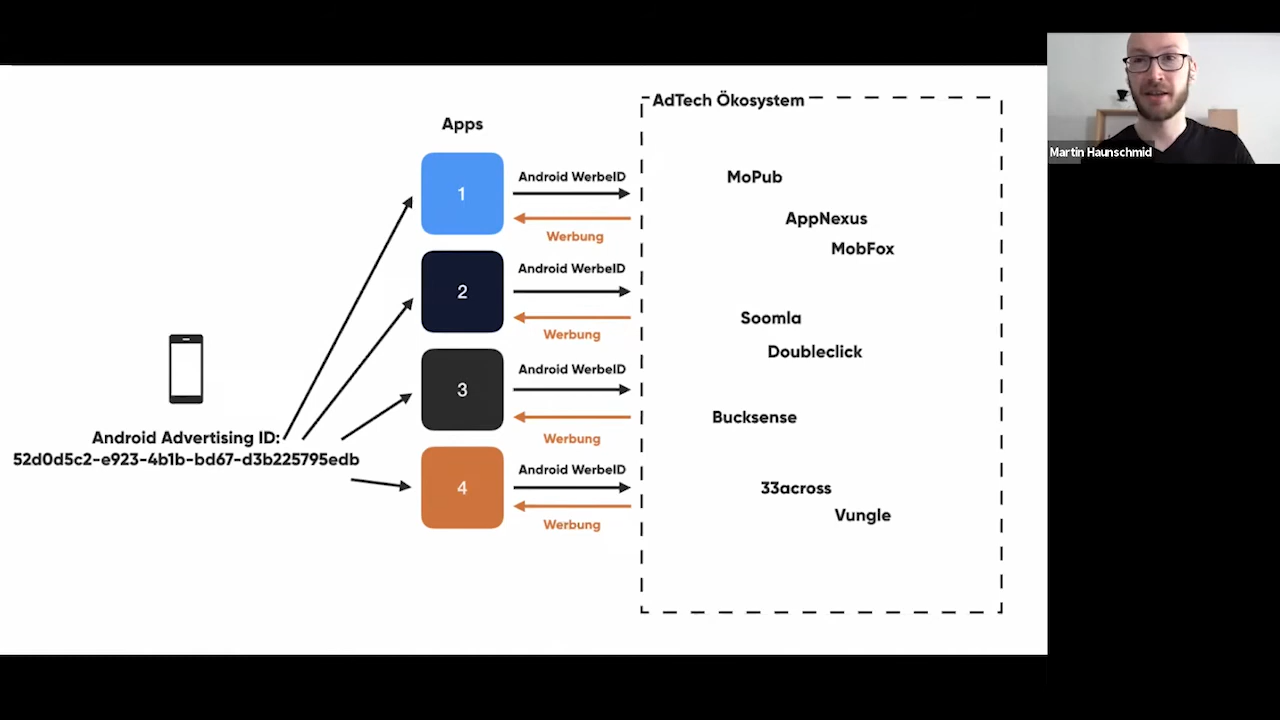 AdTech Ökosystem
Apps
1
Android WerbeID
Werbung
2
Android WerbeID
Werbung
3
Android WerbeID
Werbung
4
Android WerbeID
Werbung
Android Advertising ID:
52d0d5c2-e923-4b1b-bd67-d3b225795edb
MoPub
AppNexus
MobFox
Soomla
Doubleclick
Bucksense
33across
Vungle
Martin Haunschmid